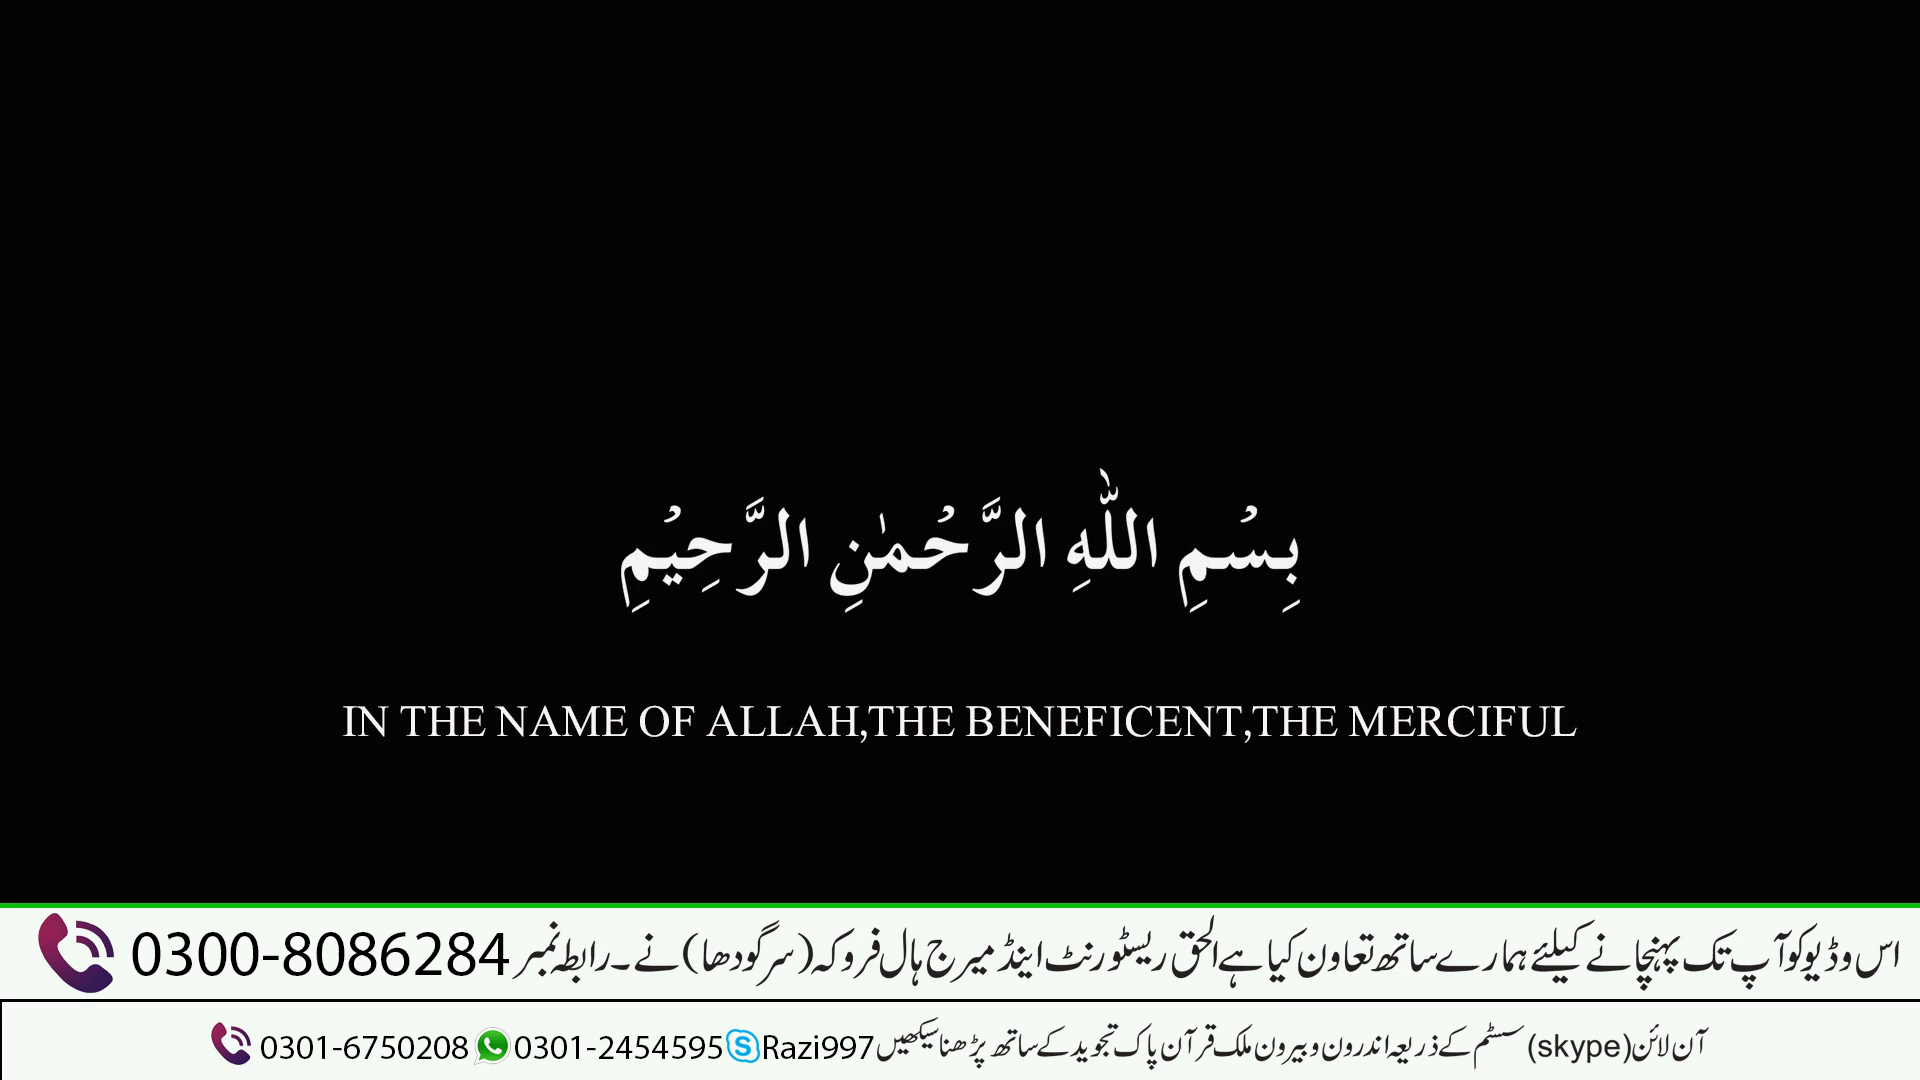 بِسْمِ اللّٰهِ الرَّحْمٰنِ الرَّحِيْمِ
IN THE NAME OF ALLAH,THE BENEFICENT,THE MERCIFUL
اس وڈیو کو آپ تک پہنچانے کیلئے ہمارے ساتھ تعاون کیا ہے الحق ریسٹورنٹ اینڈ میرج ہال فروکہ (سرگودھا) نے۔ رابطہ نمبر 0300-8086284
آن لائن (skype) سسٹم کے ذریعہ اندرون و بیرون ملک قرآن پاک تجوید کے ساتھ پڑھنا سیکھیں Razi997 0301-2454595 0301-6750208